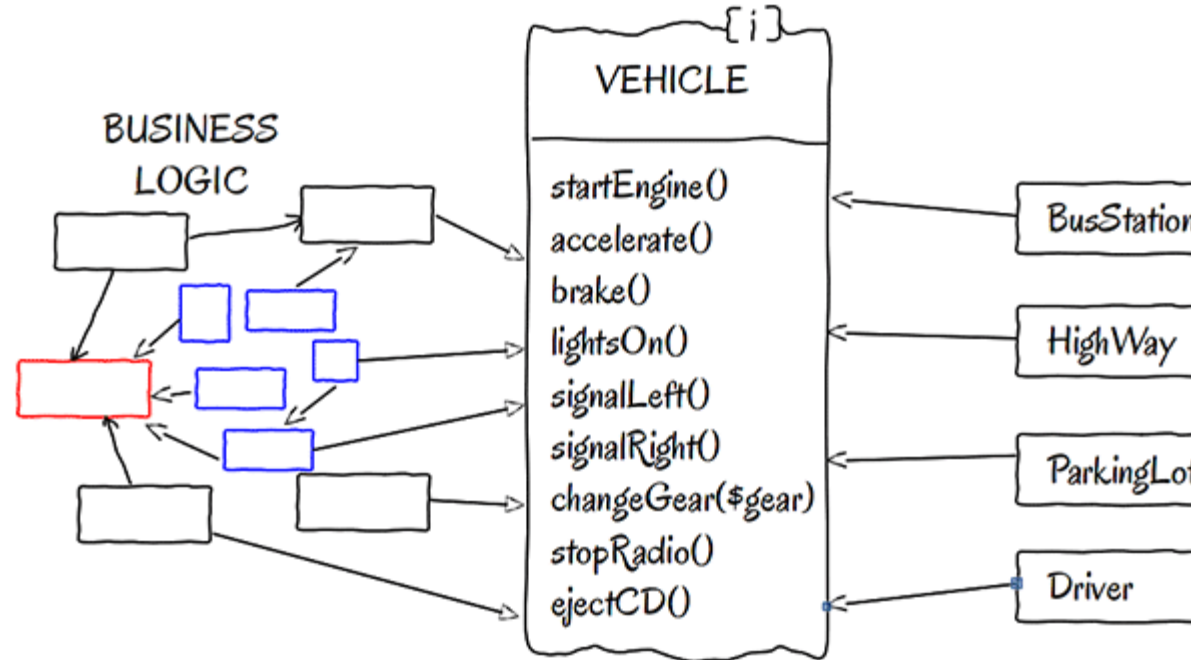 [i]
VEHICLE
BUSINESS
LOGIC
startEngine()
accelerate()
brake()
lightsOn()
signalLeft()
signalRight()
changeGear($gear)
stopRadio()
ejectCD()
BusStation
HighWay
ParkingLot
Driver